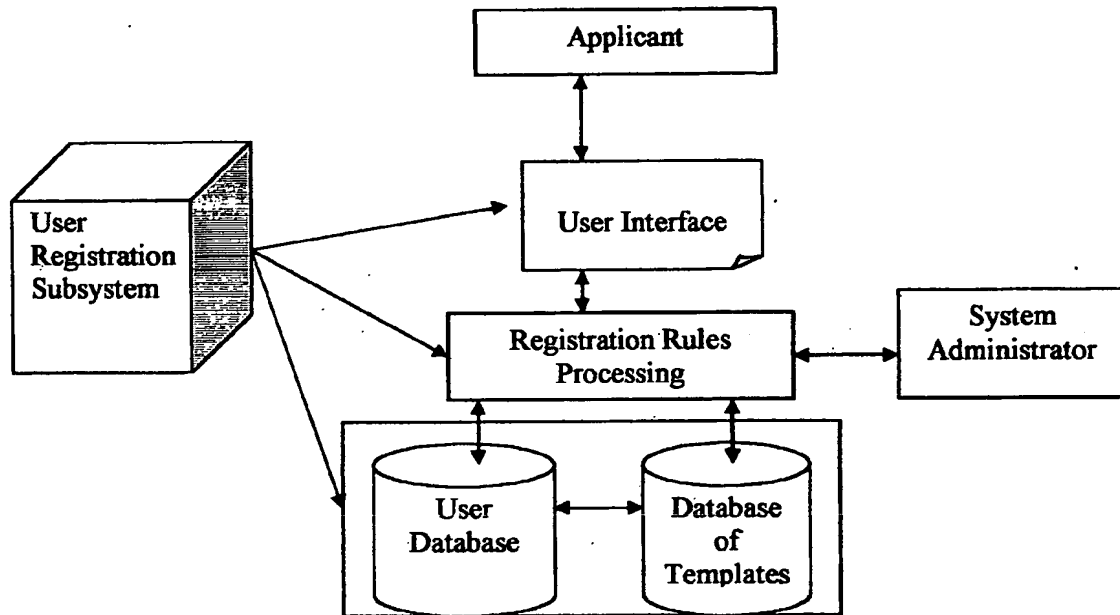 Applicant
User
Registration
Subsystem
User Interface
Registration Rules
Processing
System
Administrator
User
Database
Database
of
Templates